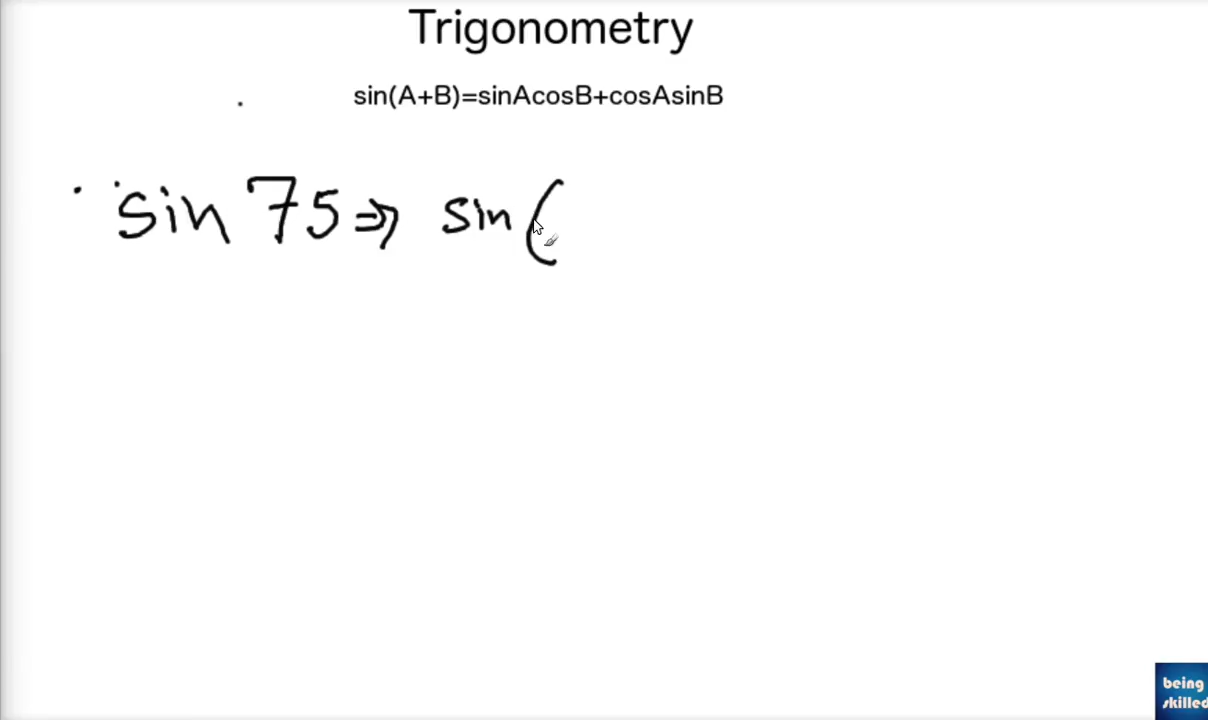 Trigonometry
sin(A+B)=sinAcosB+cosAsinB
sin 75 ⇒ sin (
being
skilled